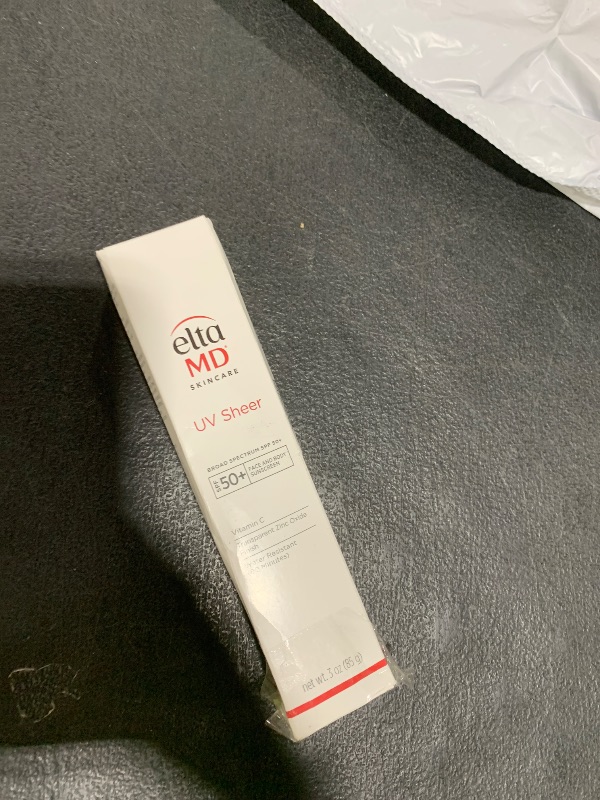 elta
MD
SKINCARE
UV Sheer
BROAD SPECTRUM SPF 50+
SPF 50+ FACE AND BODY
SUNSCREEN
Vitamin C
Transparent Zinc Oxide
Water Resistant
minutes)
net wt. 3 oz (85 g)